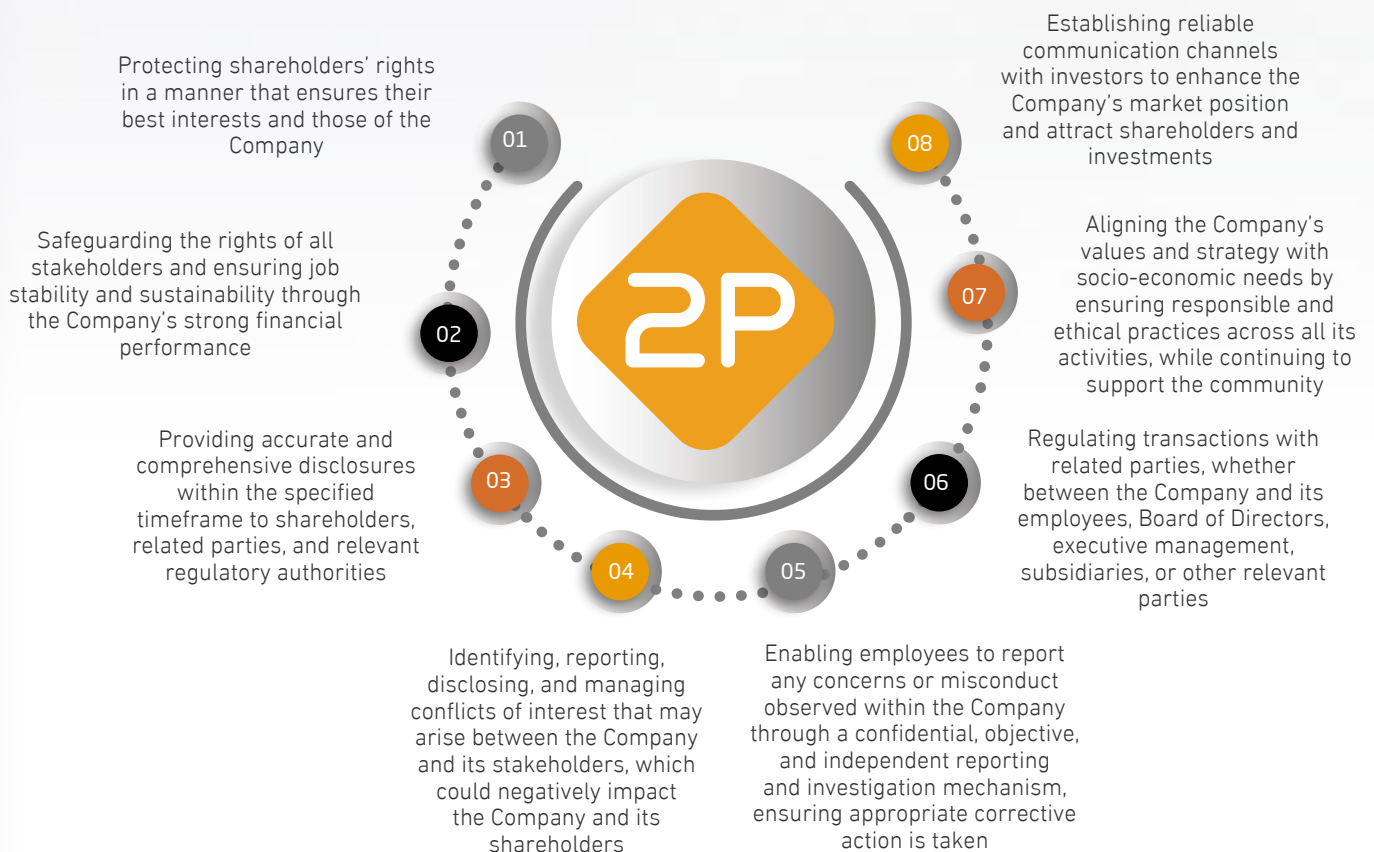 Protecting shareholders’ rights
in a manner that ensures their
best interests and those of the
Company
01
Safeguarding the rights of all
stakeholders and ensuring job
stability and sustainability through
the Company’s strong financial
performance
02
Providing accurate and
comprehensive disclosures
within the specified
timeframe to shareholders,
related parties, and relevant
regulatory authorities
03
04
Identifying, reporting,
disclosing, and managing
conflicts of interest that may
arise between the Company
and its stakeholders, which
could negatively impact
the Company and its
shareholders
2P
05
Enabling employees to report
any concerns or misconduct
observed within the Company
through a confidential, objective,
and independent reporting
and investigation mechanism,
ensuring appropriate corrective
action is taken
06
Regulating transactions with
related parties, whether
between the Company and its
employees, Board of Directors,
executive management,
subsidiaries, or other relevant
parties
07
Aligning the Company’s
values and strategy with
socio-economic needs by
ensuring responsible and
ethical practices across all its
activities, while continuing to
support the community
08
Establishing reliable
communication channels
with investors to enhance the
Company’s market position
and attract shareholders and
investments